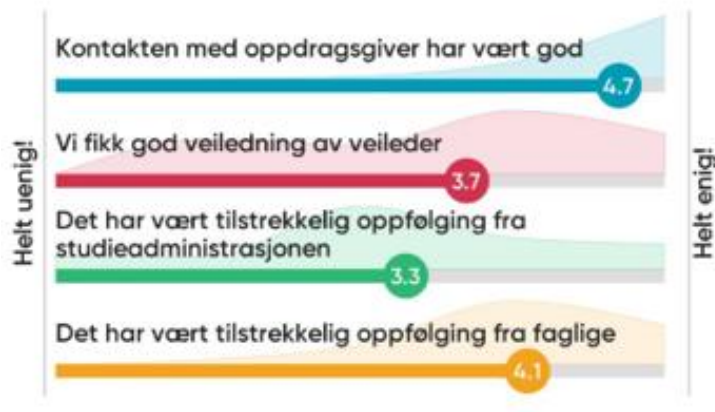 Kontakten med oppdragsgiver har vært god
4.7
Vi fikk god veiledning av veileder
3.7
Det har vært tilstrekkelig oppfølging fra
studieadministrasjonen
3.3
Det har vært tilstrekkelig oppfølging fra faglige
4.1
Helt uenig!
Helt enig!